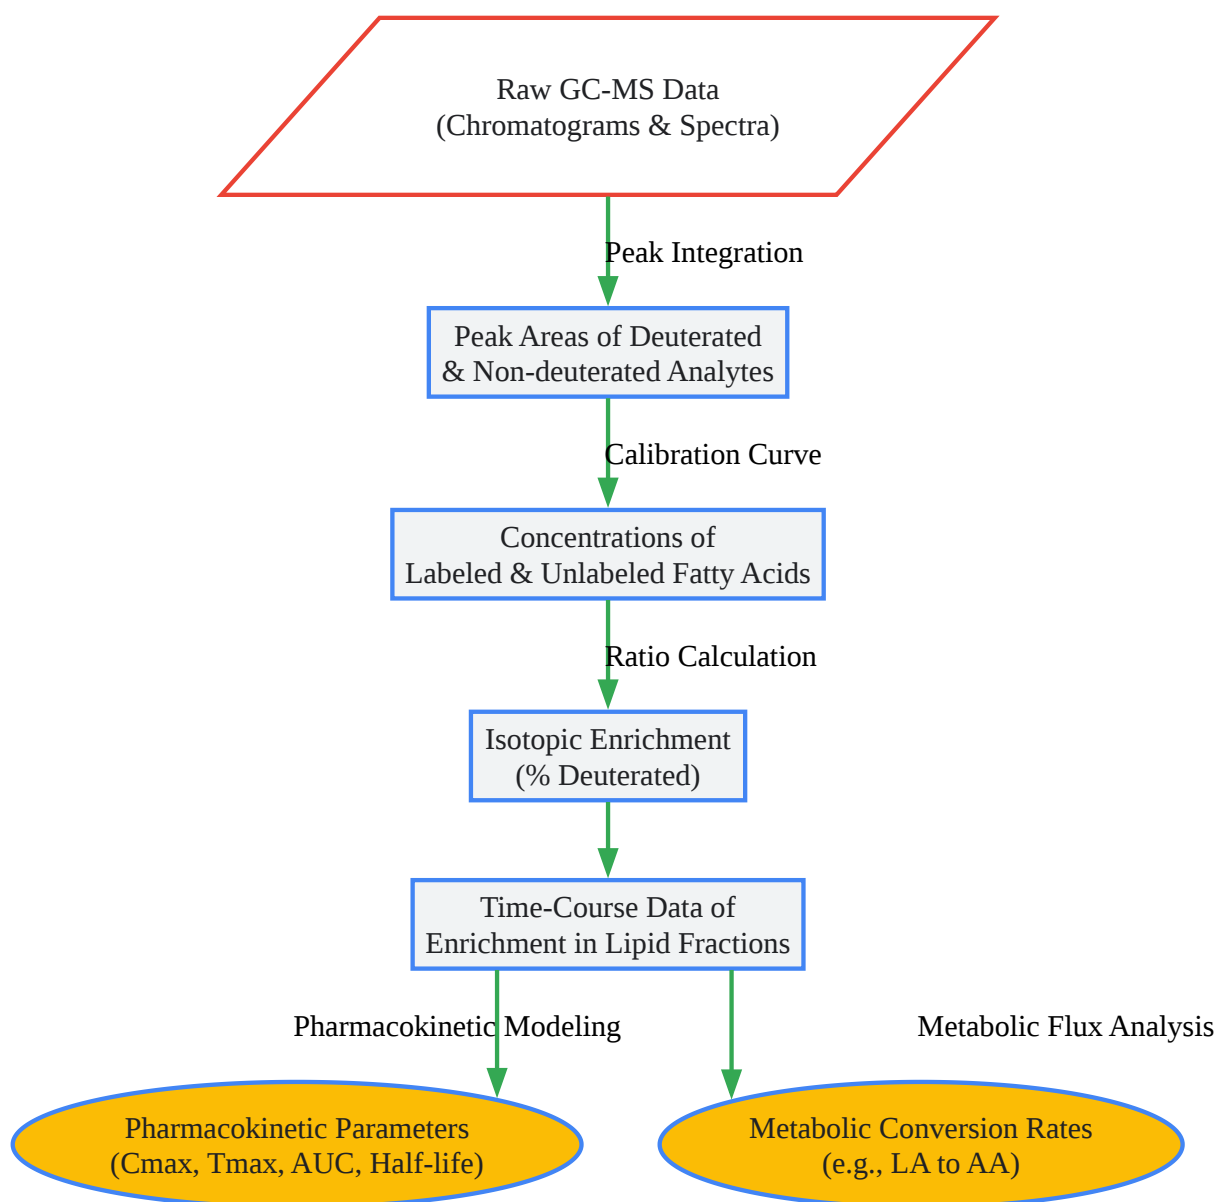 Raw GC-MS Data
(Chromatograms & Spectra)
Peak Integration
Peak Areas of Deuterated
& Non-deuterated Analytes
Calibration Curve
Concentrations of
Labeled & Unlabeled Fatty Acids
Ratio Calculation
Isotopic Enrichment
(% Deuterated)
Time-Course Data of
Enrichment in Lipid Fractions
Pharmacokinetic Modeling
Metabolic Flux Analysis
Pharmacokinetic Parameters
(Cmax, Tmax, AUC, Half-life)
Metabolic Conversion Rates
(e.g., LA to AA)